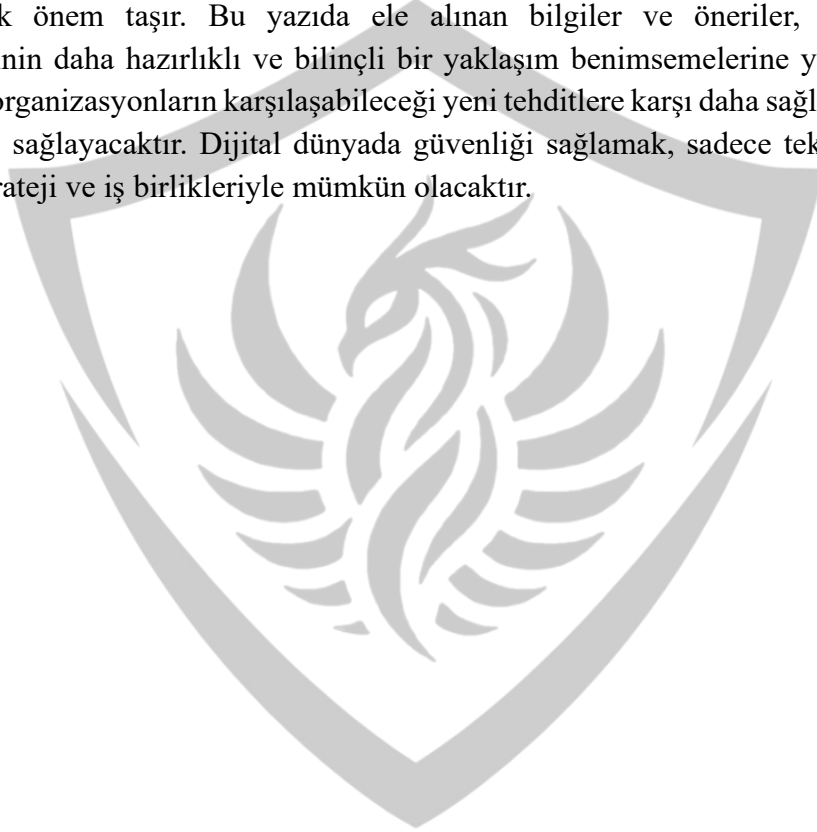 k önem taşır. Bu yazıda ele alınan bilgiler ve öneriler,
nin daha hazırlıklı ve bilinçli bir yaklaşım benimsemelerine y
organizasyonların karşılaşabileceği yeni tehditlere karşı daha sağl
sağlayacaktır. Dijital dünyada güvenliği sağlamak, sadece tek
rateji ve iş birlikleriyle mümkün olacaktır.